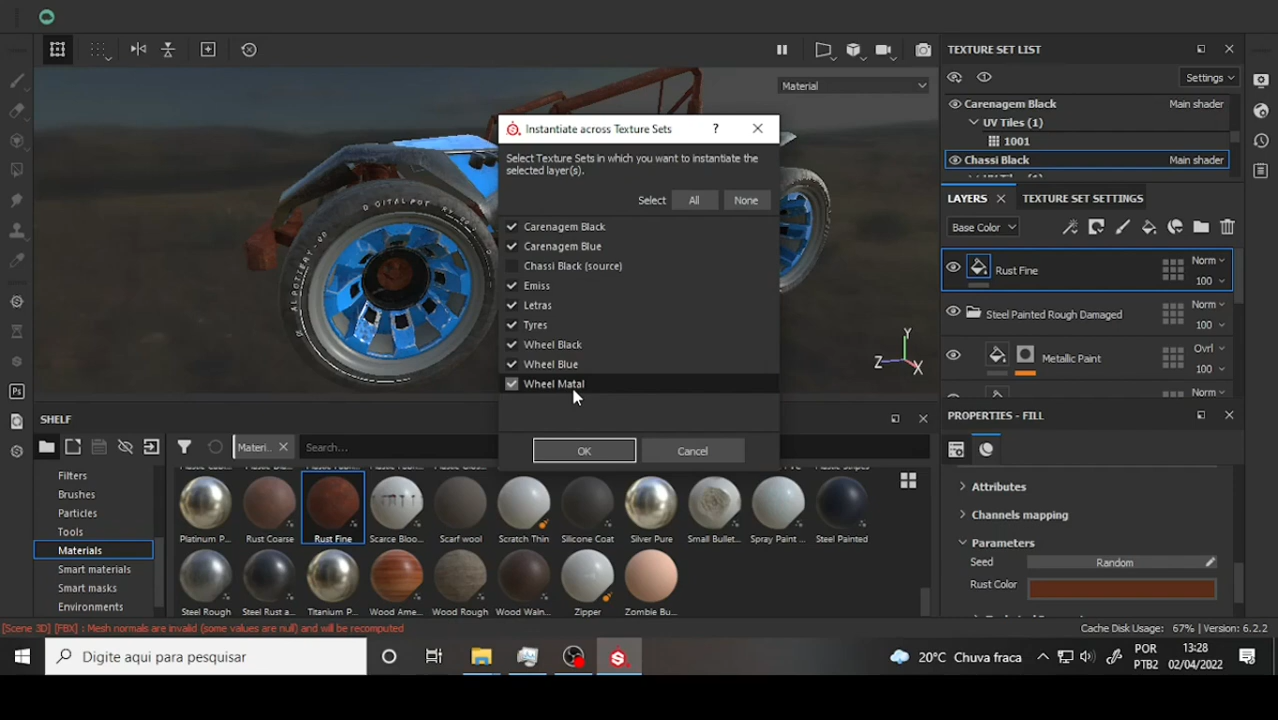 TEXTURE SET LIST
Settings
Material
Carenagem Black Main shader
UV Tiles (1)
1001
Chassi Black Main shader
Instantiate across Texture Sets ?
Select Texture Sets in which you want to instantiate the
selected layer(s).
Select All None
Carenagem Black
Carenagem Blue
Chassi Black (source)
Emiss
Letras
Tyres
Wheel Black
Wheel Blue
Wheel Matal
OK Cancel
LAYERS TEXTURE SET SETTINGS
Base Color
Rust Fine Norm
100
Steel Painted Rough Damaged Norm
100
Metallic Paint Ovrl
100
Norm
Y
Z X
PROPERTIES - FILL
Attributes
Channels mapping
Parameters
Seed Random
Rust Color
SHELF
Materi... Search...
Filters
Brushes
Particles
Tools
Materials
Smart materials
Smart masks
Environments
Platinum P... Rust Coarse Rust Fine Scarce Bloo... Scarf wool Scratch Thin Silicone Coat Silver Pure Small Bullet... Spray Paint ... Steel Painted
Steel Rough Steel Rust a... Titanium P... Wood Ame... Wood Rough Wood Waln... Zipper Zombie Bu...
[Scene 3D] [FBX] : Mesh normals are invalid (some values are null) and will be recomputed
Cache Disk Usage: 67% | Version: 6.2.2
Digite aqui para pesquisar
Ps
20°C Chuva fraca
POR
PTB2
13:28
02/04/2022